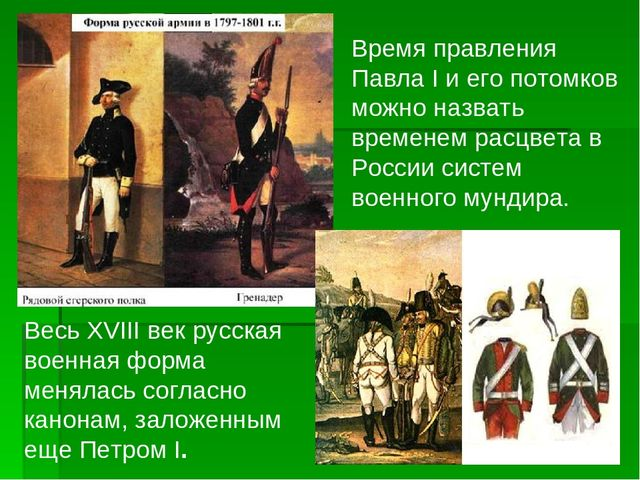 Форма русской армии в 1797-1801 г.г.
Рядовой егерского полка
Гренадер
Время правления
Павла I и его потомков
можно назвать
временем расцвета в
России систем
военного мундира.
Весь XVIII век русская
военная форма
менялась согласно
канонам, заложенным
еще Петром I.